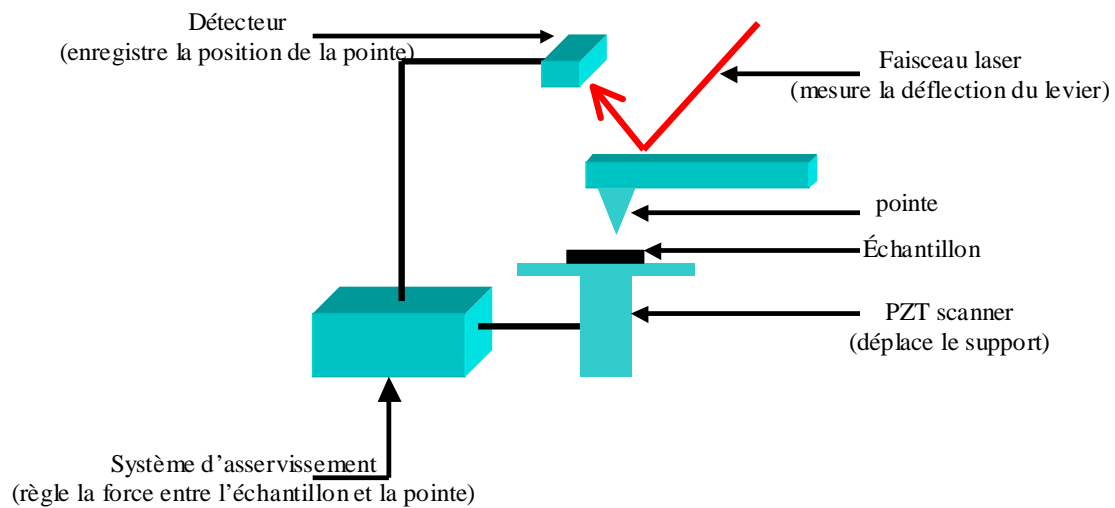 Détecteur
(enregistre la position de la pointe)
Faisceau laser
(mesure la déflection du levier)
pointe
Échantillon
PZT scanner
(déplace le support)
Système d’asservissement
(règle la force entre l’échantillon et la pointe)